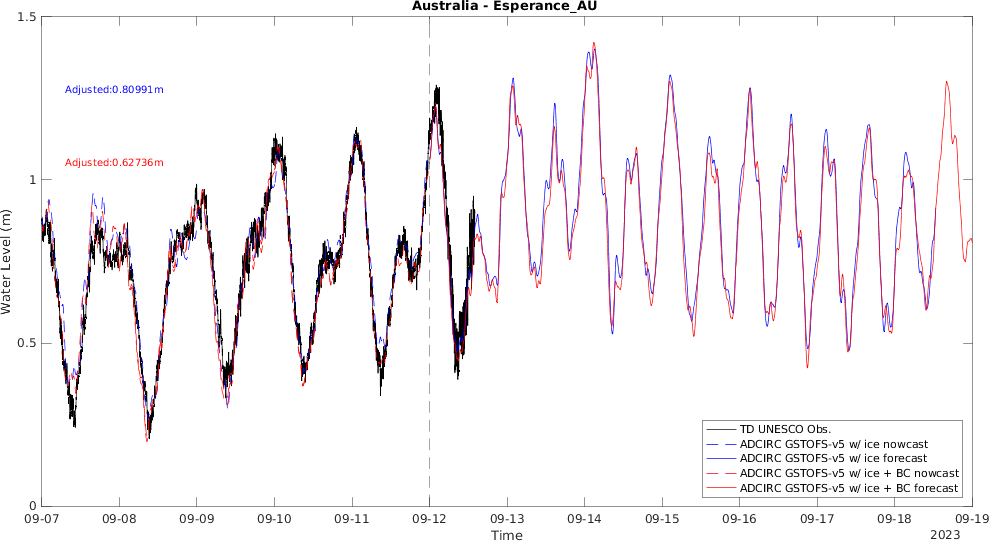 Australia - Esperance_AU
1.5
Adjusted:0.80991m
Adjusted:0.62736m
1
Water Level (m)
0.5
TD UNESCO Obs.
ADCIRC GSTOFS-v5 w/ ice nowcast
ADCIRC GSTOFS-v5 w/ ice forecast
ADCIRC GSTOFS-v5 w/ ice + BC nowcast
ADCIRC GSTOFS-v5 w/ ice + BC forecast
0
09-07 09-08 09-09 09-10 09-11 09-12 09-13 09-14 09-15 09-16 09-17 09-18 09-19
Time
2023